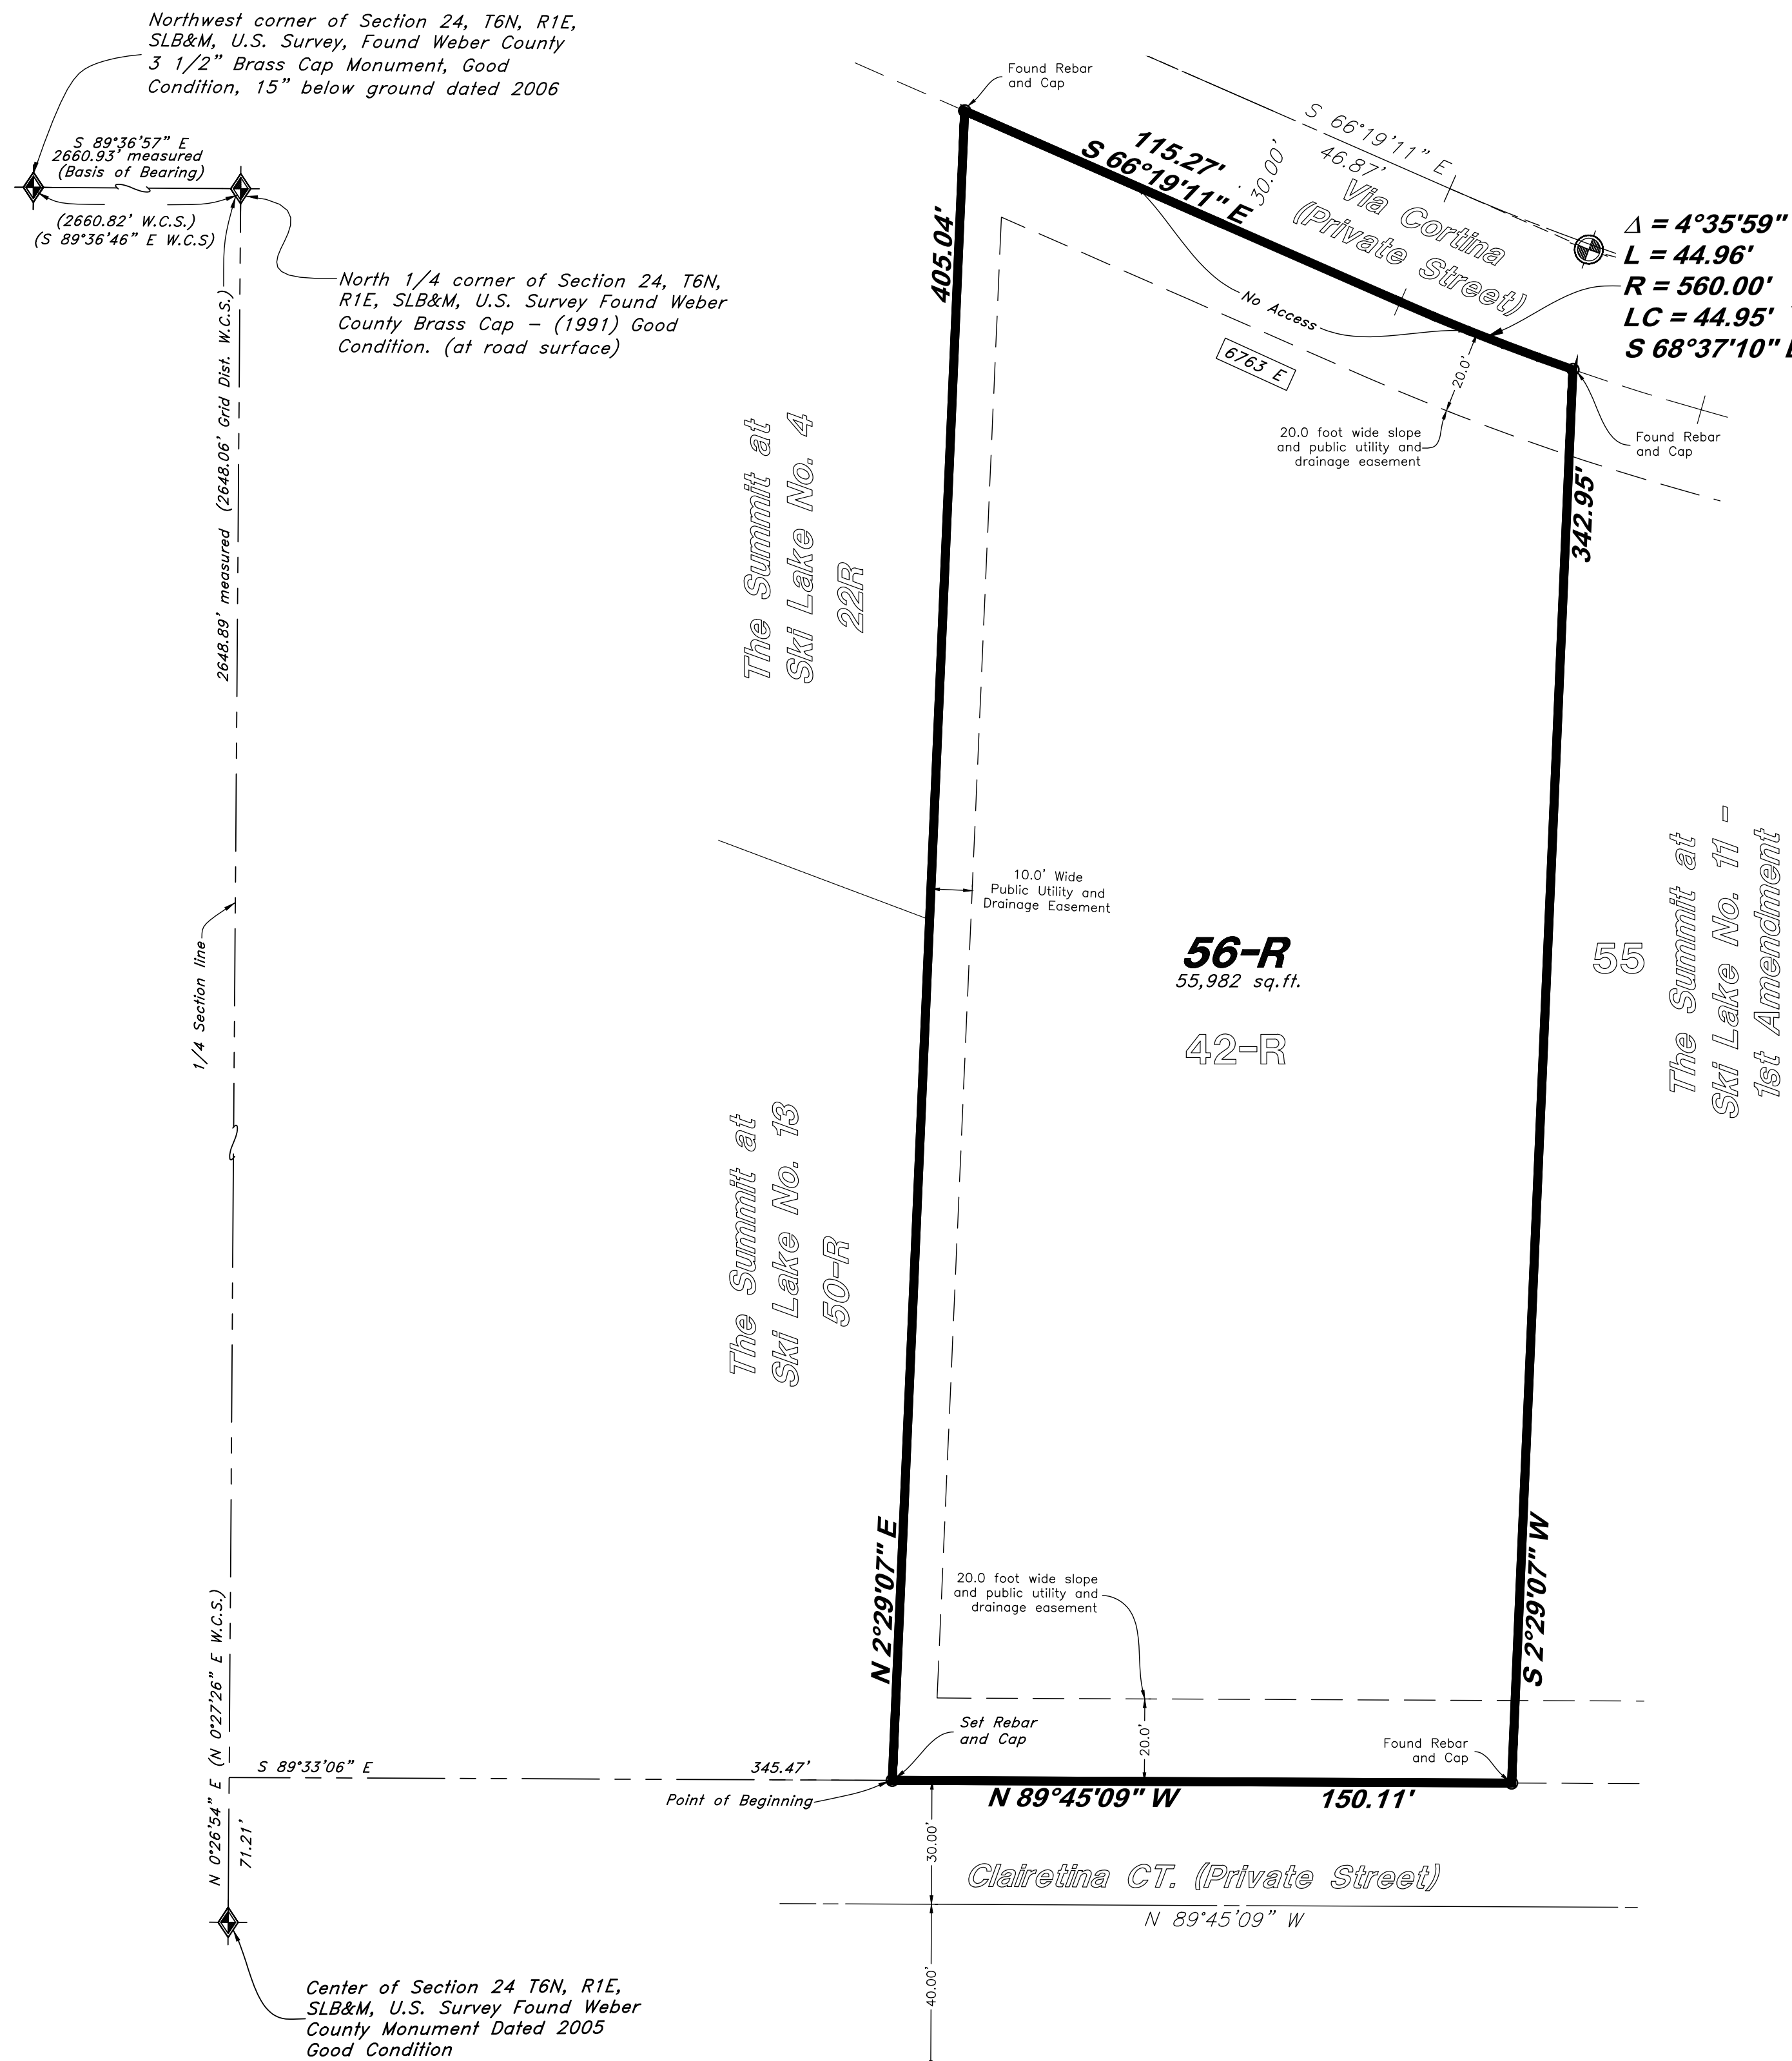 Northwest corner of Section 24, T6N, R1E,
SLB&M, U.S. Survey, Found Weber County
3 1/2" Brass Cap Monument, Good
Condition, 15" below ground dated 2006
S 89°36'57" E
2660.93' measured
(Basis of Bearing)
(2660.82' W.C.S.)
(S 89°36'46" E W.C.S)
North 1/4 corner of Section 24, T6N,
R1E, SLB&M, U.S. Survey Found Weber
County Brass Cap - (1991) Good
Condition. (at road surface)
2648.89' measured (2648.06' Grid Dist. W.C.S.)
1/4 Section line
N 0°26'54" E (N 0°27'26" E W.C.S.)
71.21'
Center of Section 24 T6N, R1E,
SLB&M, U.S. Survey Found Weber
County Monument Dated 2005
Good Condition
S 89°33'06" E
345.47'
Point of Beginning
Found Rebar
and Cap
115.27'
S 66°19'11" E
30.00'
S 66°19'11" E
46.87'
Via Cortina
(Private Street)
Δ = 4°35'59"
L = 44.96'
R = 560.00'
LC = 44.95'
S 68°37'10"
No Access
6763 E
20.0'
20.0 foot wide slope
and public utility and
drainage easement
Found Rebar
and Cap
405.04'
342.95'
The Summit at
Ski Lake No. 4
22R
10.0' Wide
Public Utility and
Drainage Easement
56-R
55,982 sq.ft.
42-R
55
The Summit at
Ski Lake No. 11 -
1st Amendment
The Summit at
Ski Lake No. 13
50-R
N 2°29'07" E
S 2°29'07" W
20.0 foot wide slope
and public utility and
drainage easement
Set Rebar
and Cap
20.0'
Found Rebar
and Cap
N 89°45'09" W
150.11'
30.00'
Clairetina CT. (Private Street)
N 89°45'09" W
40.00'